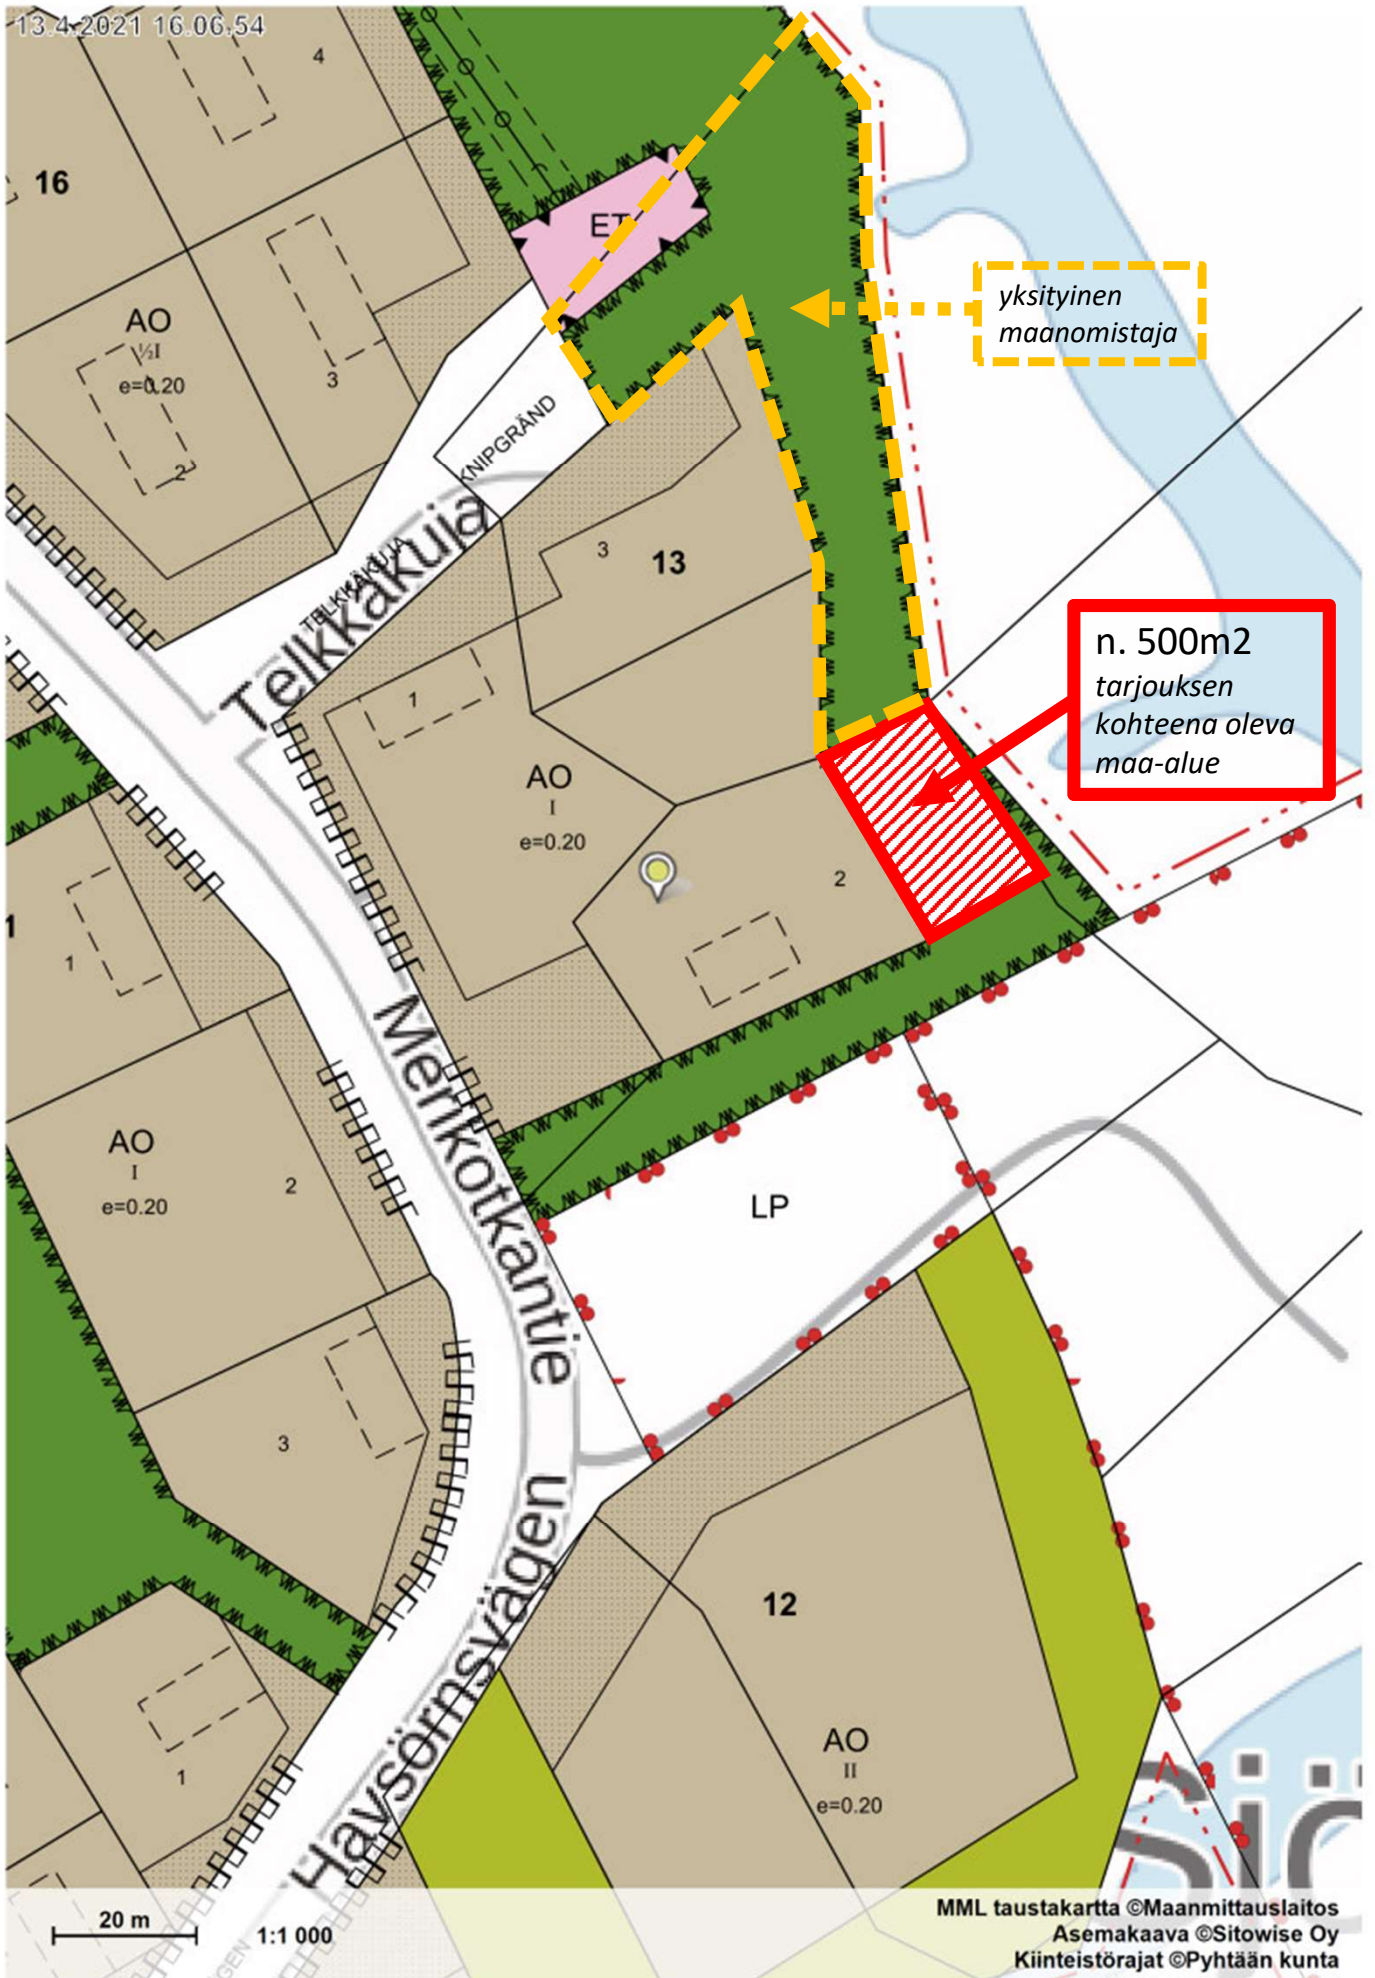 13.4.2021 16.06.54
4
16
ET
AO
½I
e=0.20
3
2
yksityinen
maanomistaja
KNIPGRÄND
TELKKÄKUJA
Telkkäkuja
3
13
n. 500m2
tarjouksen
kohteena oleva
maa-alue
1
AO
I
e=0.20
2
1
1
Merikotkantie
AO
I
e=0.20
2
LP
3
Havsörnsvägen
12
AO
II
e=0.20
1
Siö
20 m
1:1 000
MML taustakartta ©Maanmittauslaitos
Asemakaava ©Sitowise Oy
Kiinteistörajat ©Pyhtään kunta